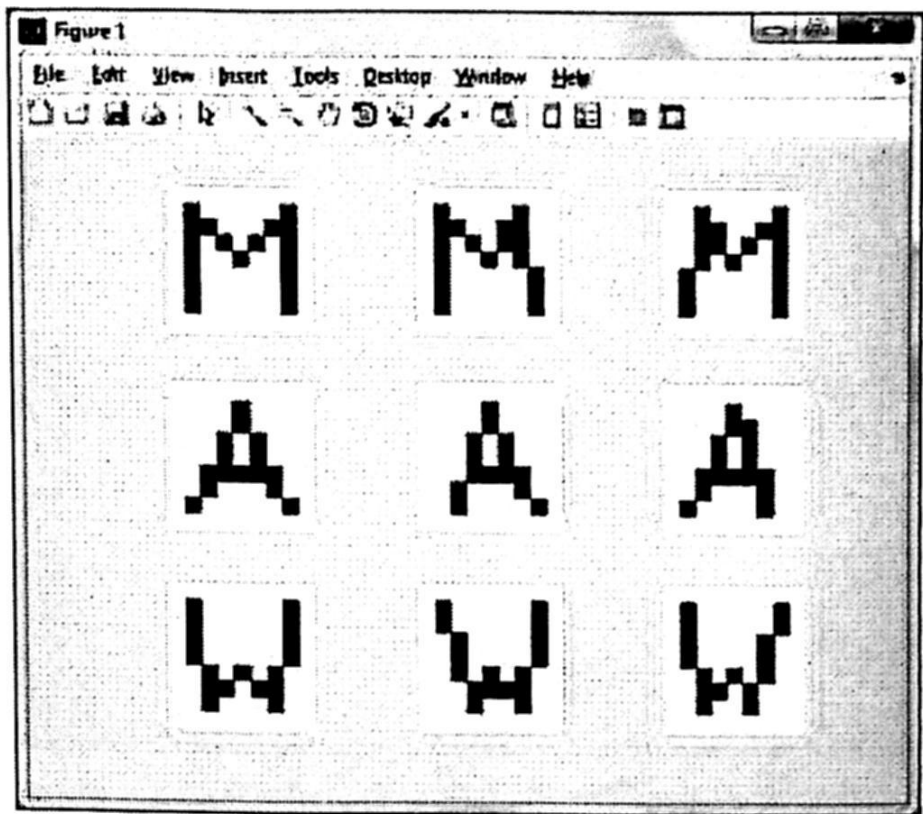 Figure 1
File Edit View Insert Tools Desktop Window Help
M M M
A A A
W W W